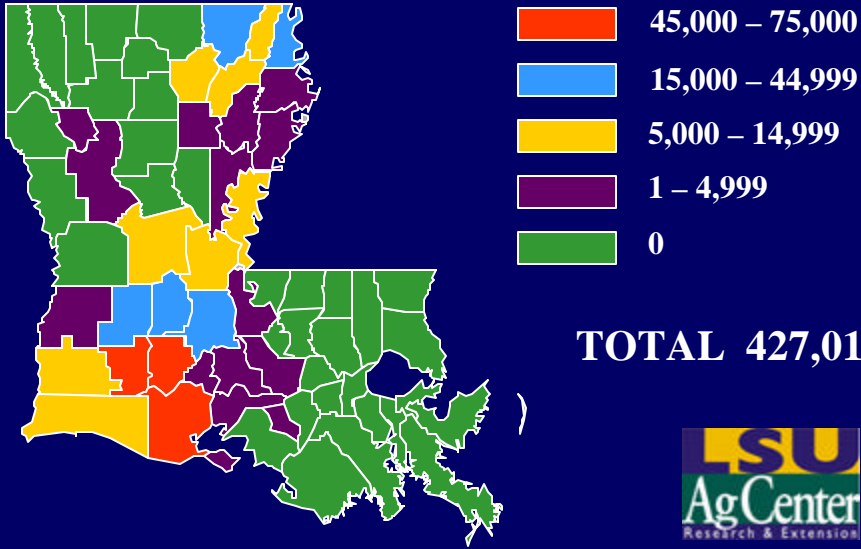 45,000 – 75,000
15,000 – 44,999
5,000 – 14,999
1 – 4,999
0
TOTAL 427,01
LSU
AgCenter
Research & Extension